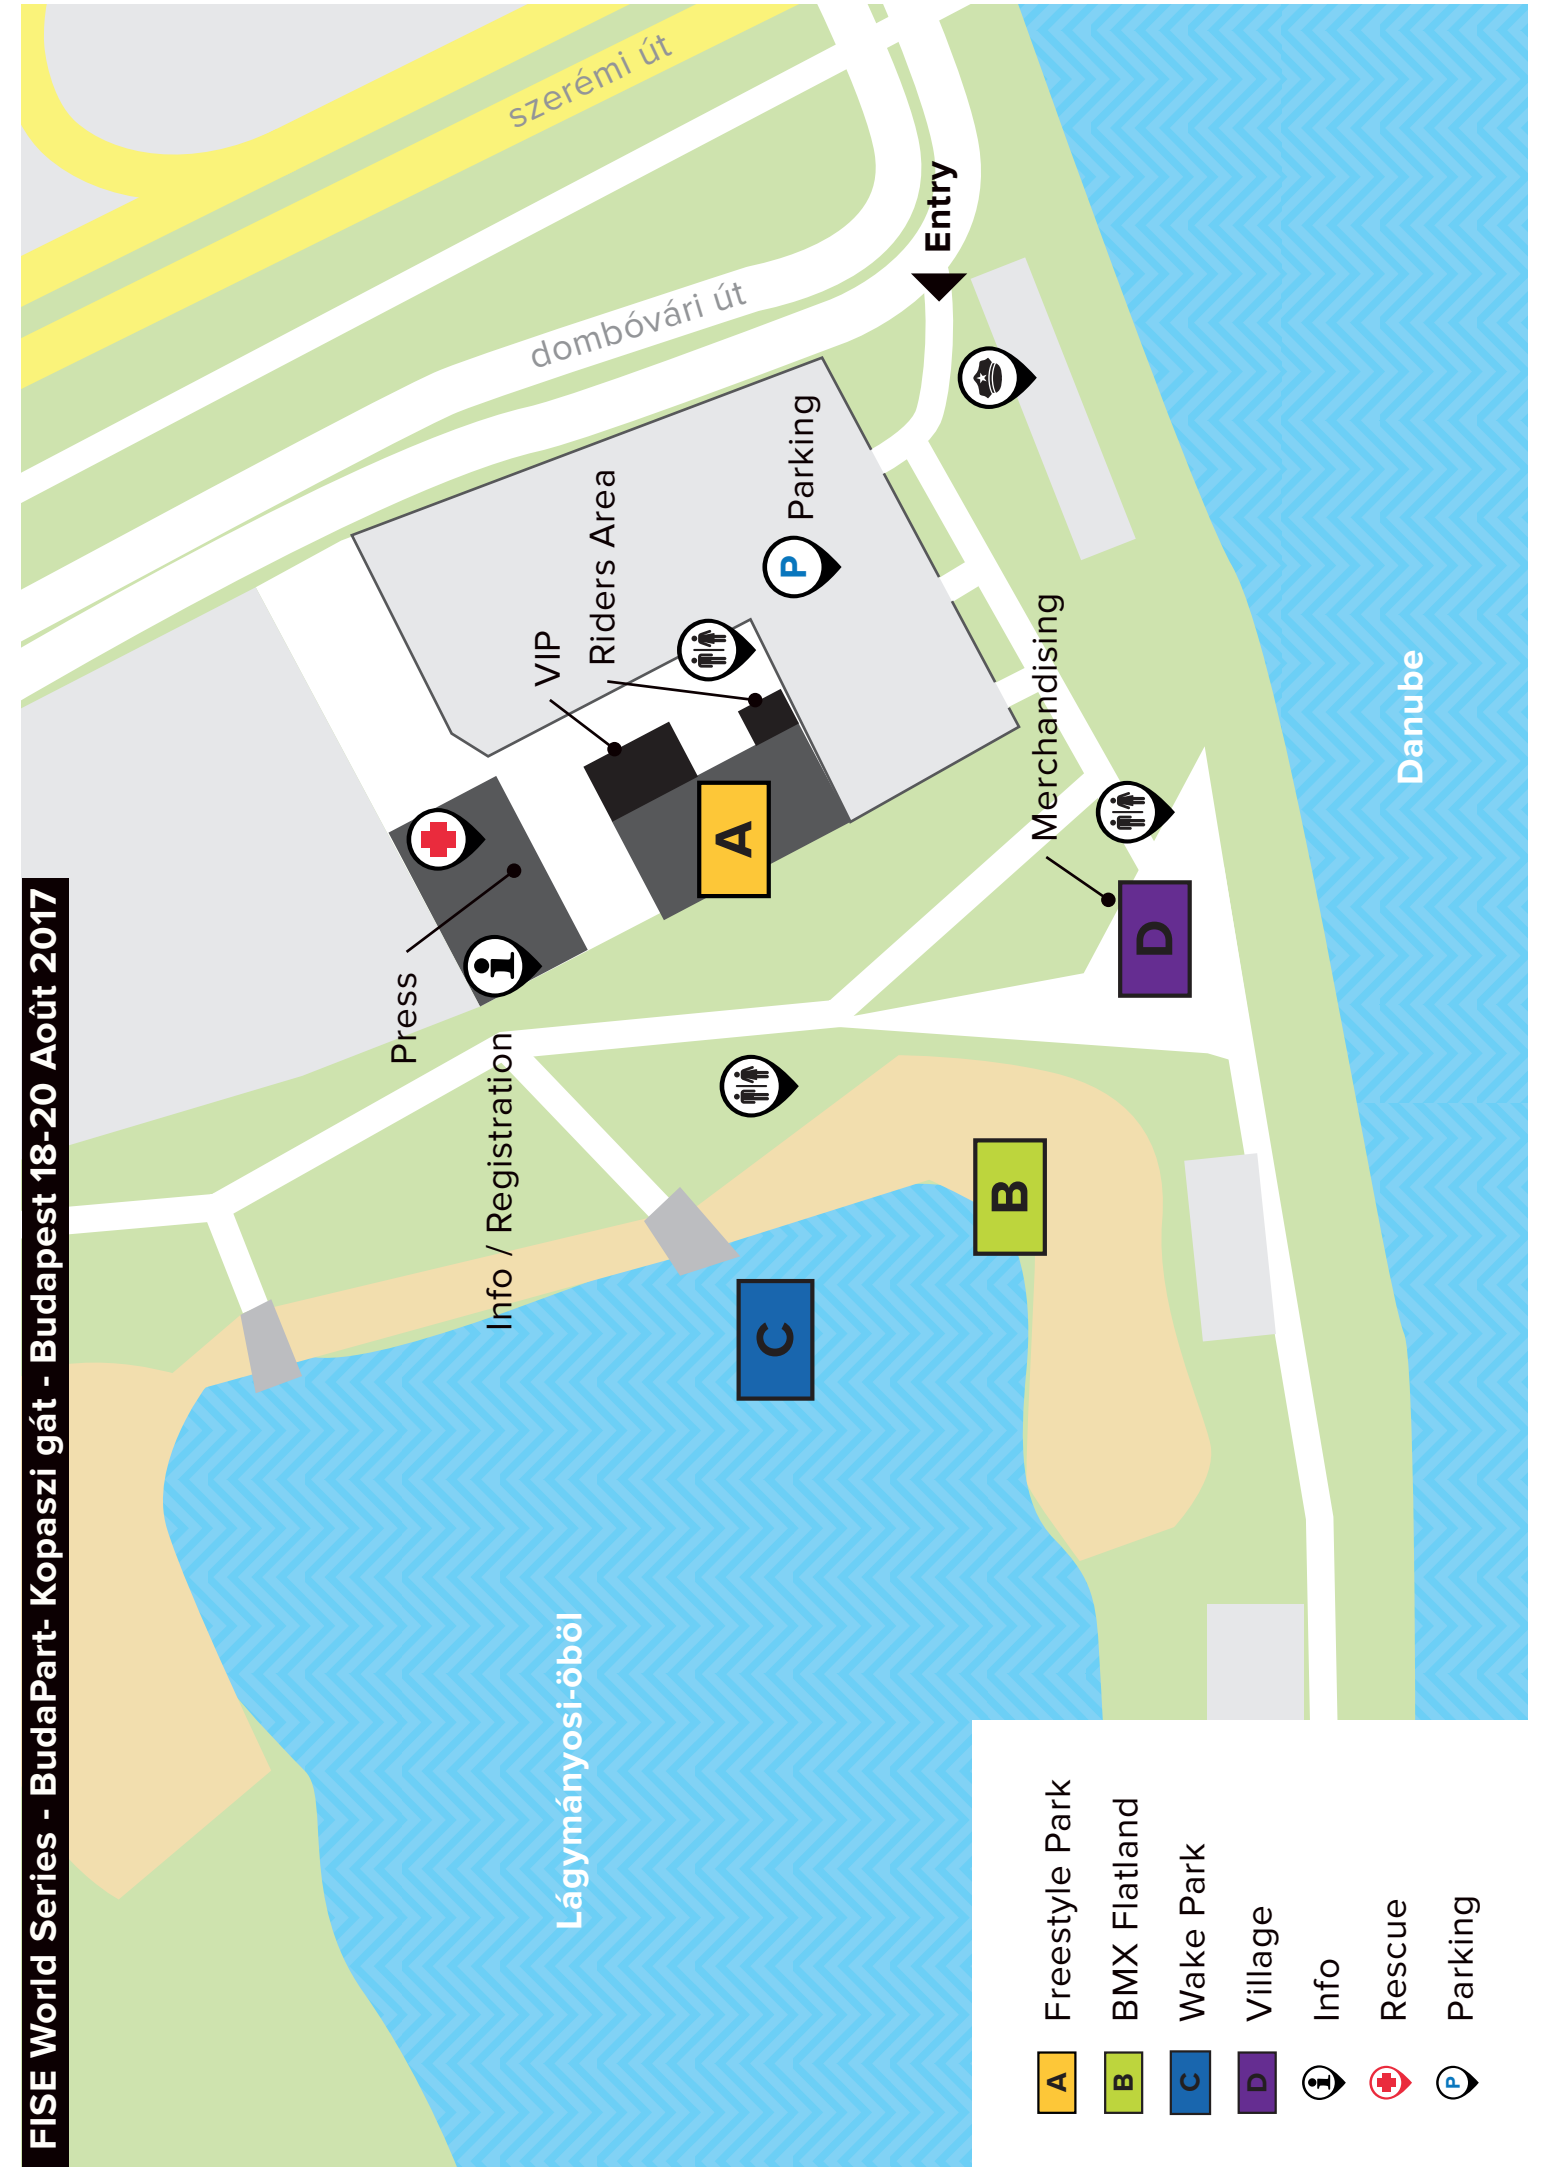 FISE World Series - BudaPart- Kopaszi gát - Budapest 18-20 Août 2017
szerémi út
dombóvári út
Entry
Parking
P
Riders Area
VIP
Press
Info / Registration
A
Merchandising
D
B
C
Danube
Lágymányosi-öböl
A Freestyle Park
B BMX Flatland
C Wake Park
D Village
i Info
Rescue
P Parking